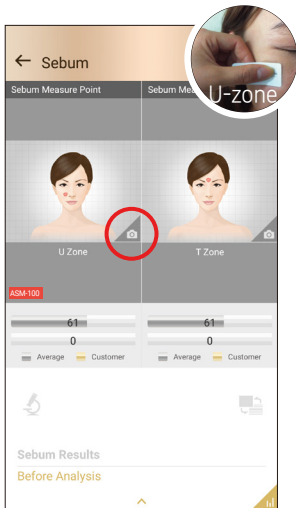 Sebum
U-zone
Sebum Measure Point
Sebum
U Zone
T Zone
ASM-100
61
61
0
0
Average
Customer
Average
Customer
Sebum Results
Before Analysis